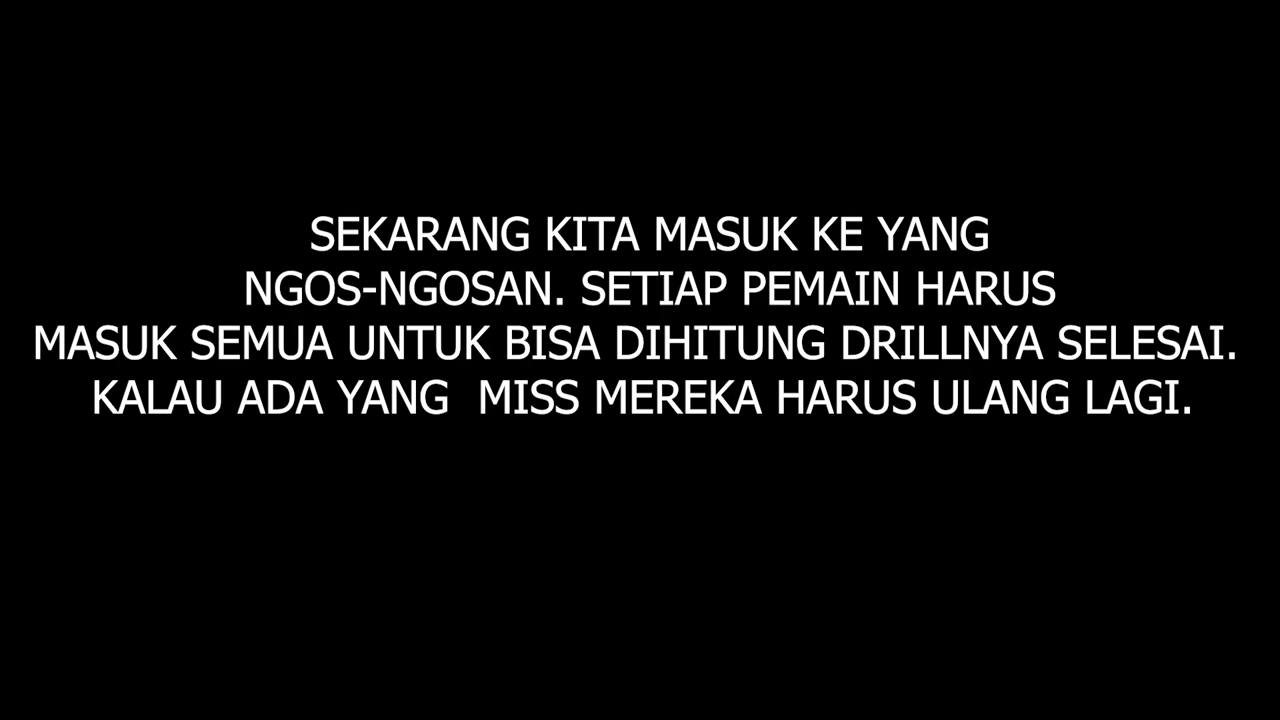 SEKARANG KITA MASUK KE YANG
NGOS-NGOSAN. SETIAP PEMAIN HARUS
MASUK SEMUA UNTUK BISA DIHITUNG DRILLNYA SELESAI.
KALAU ADA YANG  MISS MEREKA HARUS ULANG LAGI.